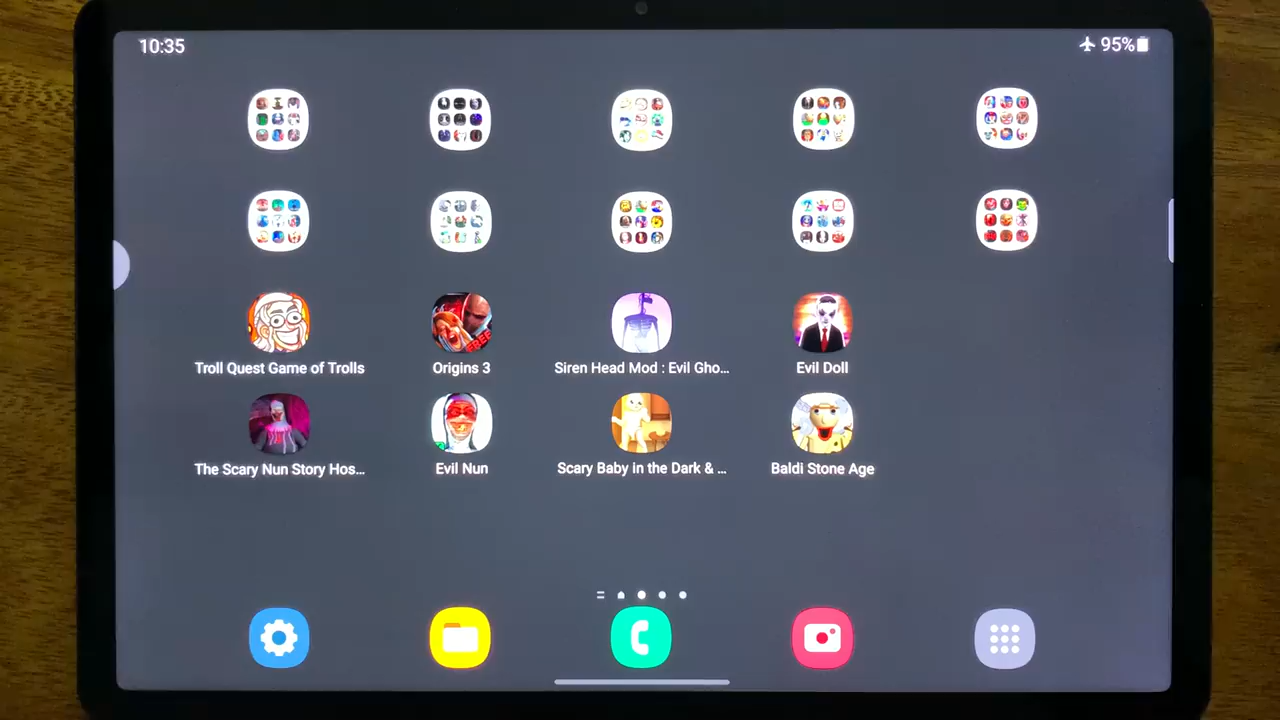 10:35
95%
Troll Quest Game of Trolls
Origins 3
Siren Head Mod : Evil Gho...
Evil Doll
FREE
The Scary Nun Story Hos...
Evil Nun
Scary Baby in the Dark & ...
Baldi Stone Age